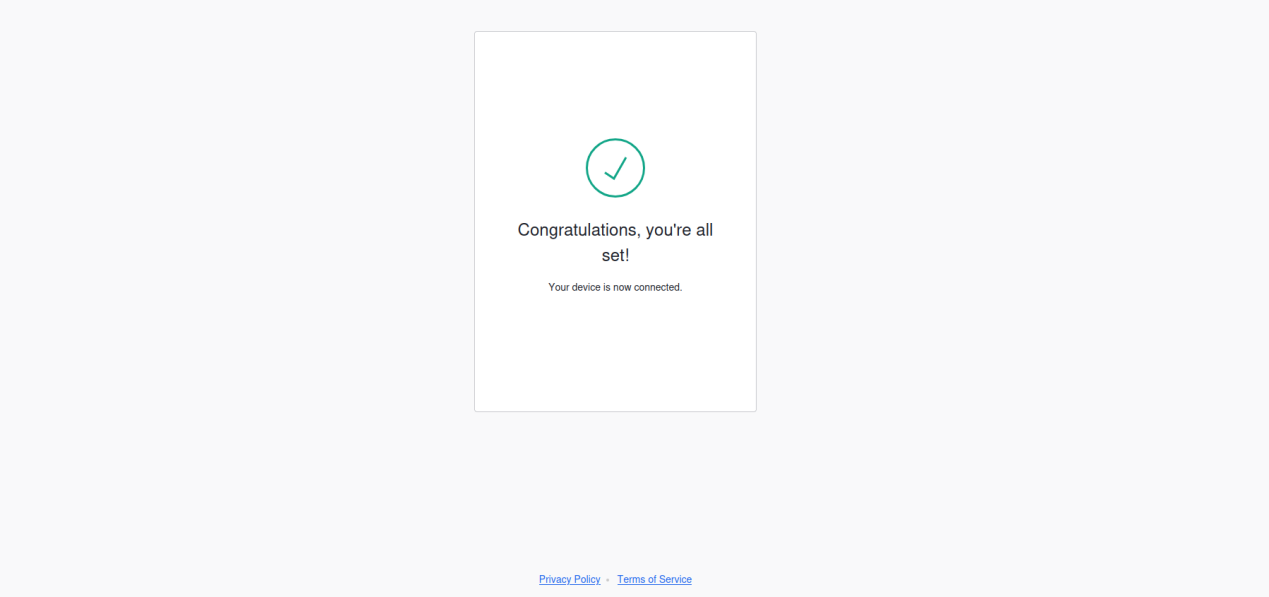 Congratulations, you're all
set!
Your device is now connected.
Privacy Policy • Terms of Service